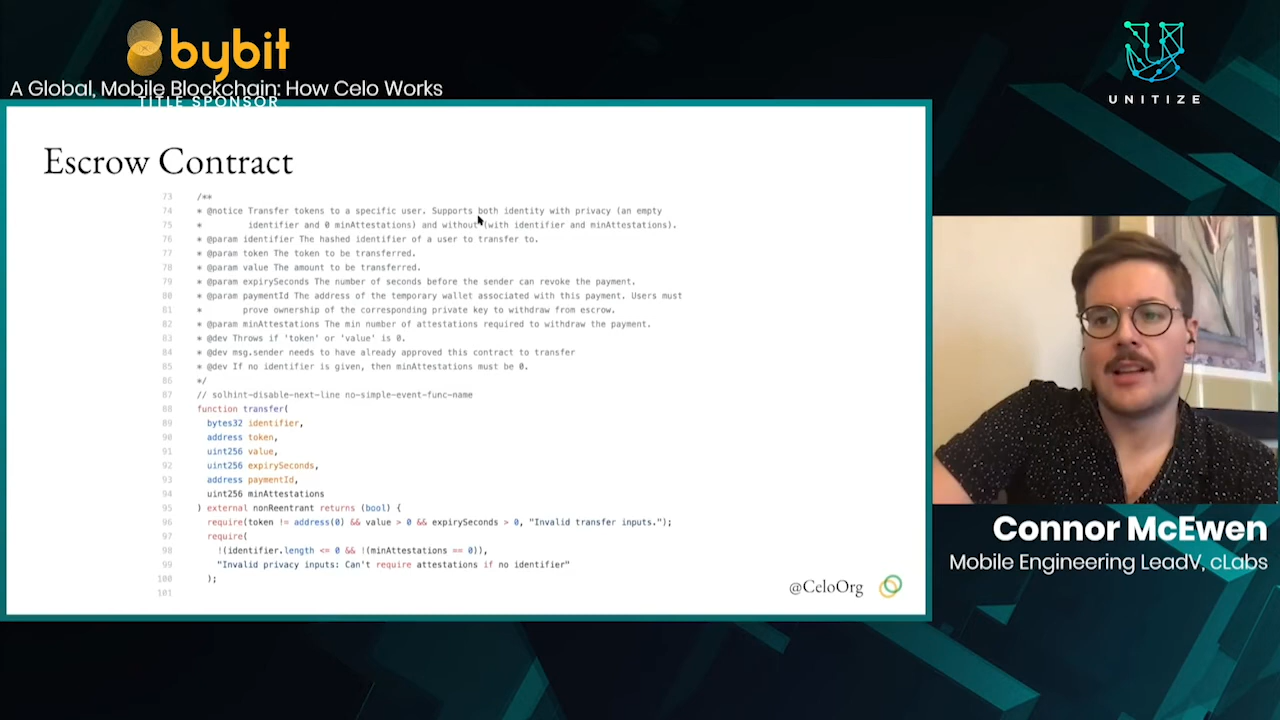 bybit
A Global, Mobile Blockchain: How Celo Works
TITLE SPONSOR
UNITIZE
Escrow Contract
73 /**
74 * @notice Transfer tokens to a specific user. Supports both identity with privacy (an empty
75 * identifier and 0 minAttestations) and without (with identifier and minAttestations).
76 * @param identifier The hashed identifier of a user to transfer to.
77 * @param token The token to be transferred.
78 * @param value The amount to be transferred.
79 * @param expirySeconds The number of seconds before the sender can revoke the payment.
80 * @param paymentId The address of the temporary wallet associated with this payment. Users must
81 * prove ownership of the corresponding private key to withdraw from escrow.
82 * @param minAttestations The min number of attestations required to withdraw the payment.
83 * @dev Throws if 'token' or 'value' is 0.
84 * @dev msg.sender needs to have already approved this contract to transfer
85 * @dev If no identifier is given, then minAttestations must be 0.
86 */
87 // solhint-disable-next-line no-simple-event-func-name
88 function transfer(
89 bytes32 identifier,
90 address token,
91 uint256 value,
92 uint256 expirySeconds,
93 address paymentId,
94 uint256 minAttestations
95 ) external nonReentrant returns (bool) {
96 require(token != address(0) && value > 0 && expirySeconds > 0, "Invalid transfer inputs.");
97 require(
98 !(identifier.length <= 0 && !(minAttestations == 0)),
99 "Invalid privacy inputs: Can't require attestations if no identifier"
100 );
101
@CeloOrg
Connor McEwen
Mobile Engineering LeadV, cLabs